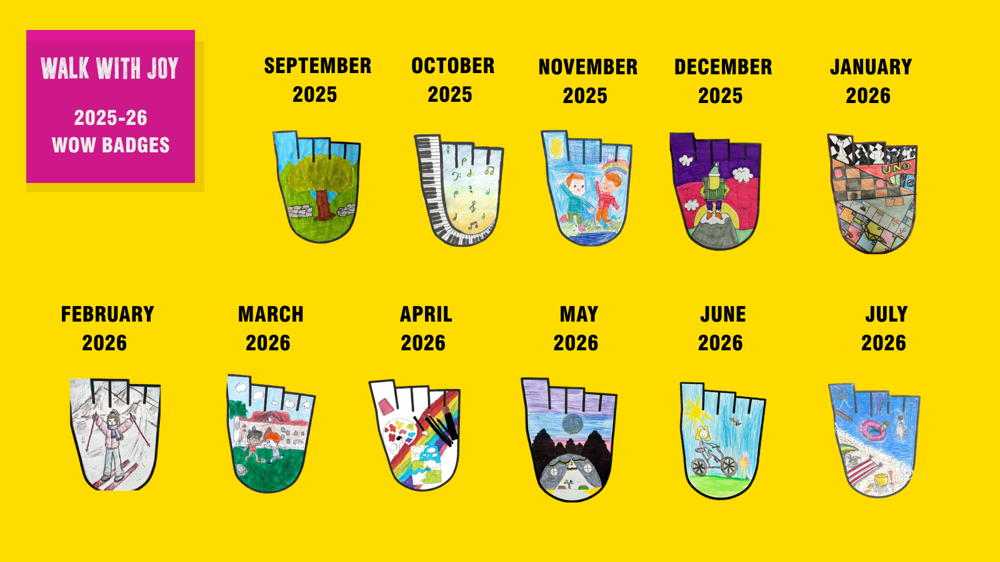 WALK WITH JOY
2025-26
WOW BADGES
SEPTEMBER
2025
OCTOBER
2025
NOVEMBER
2025
DECEMBER
2025
JANUARY
2026
UNO
?
GO
FEBRUARY
2026
MARCH
2026
APRIL
2026
MAY
2026
JUNE
2026
JULY
2026